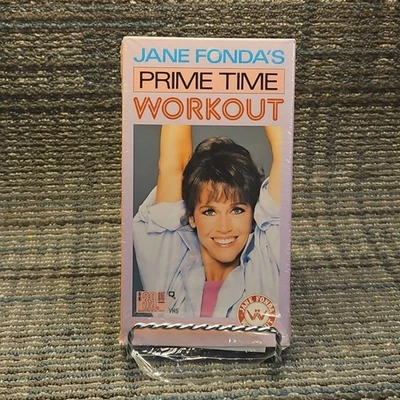 JANE FONDA'S
PRIME TIME
WORKOUT
VHS
JANE FONDA